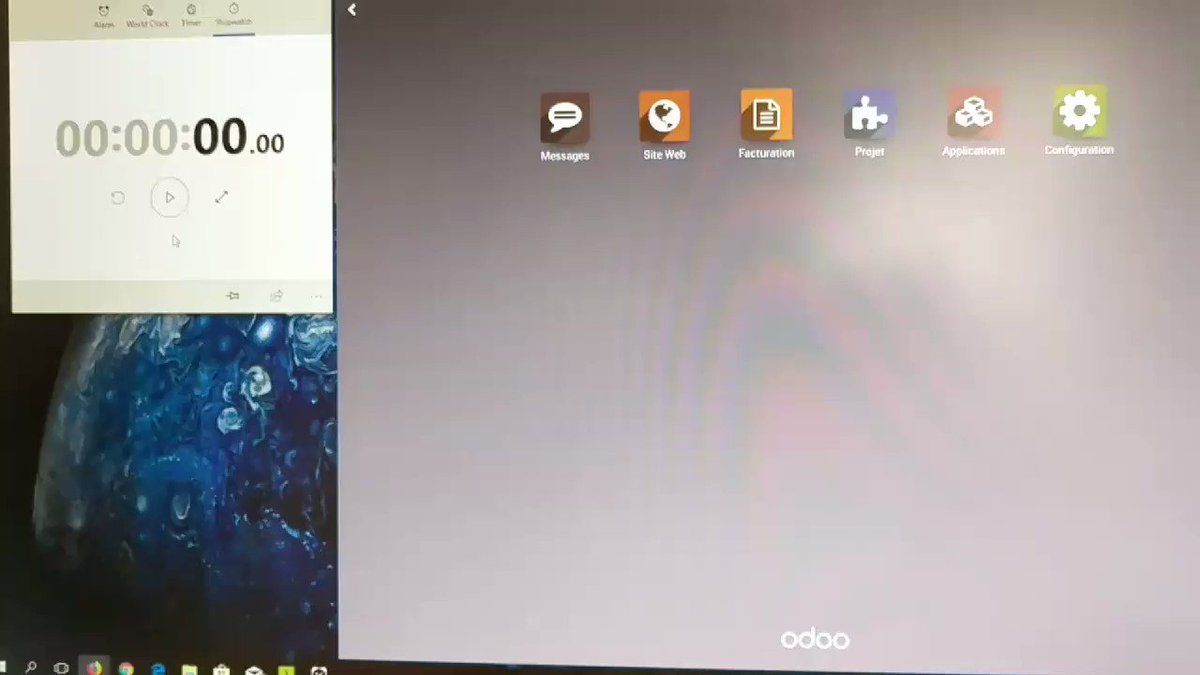 Alarm World Clock Timer Stopwatch
00:00:00.00
Messages Site Web Facturation Projet Applications Configuration
odoo